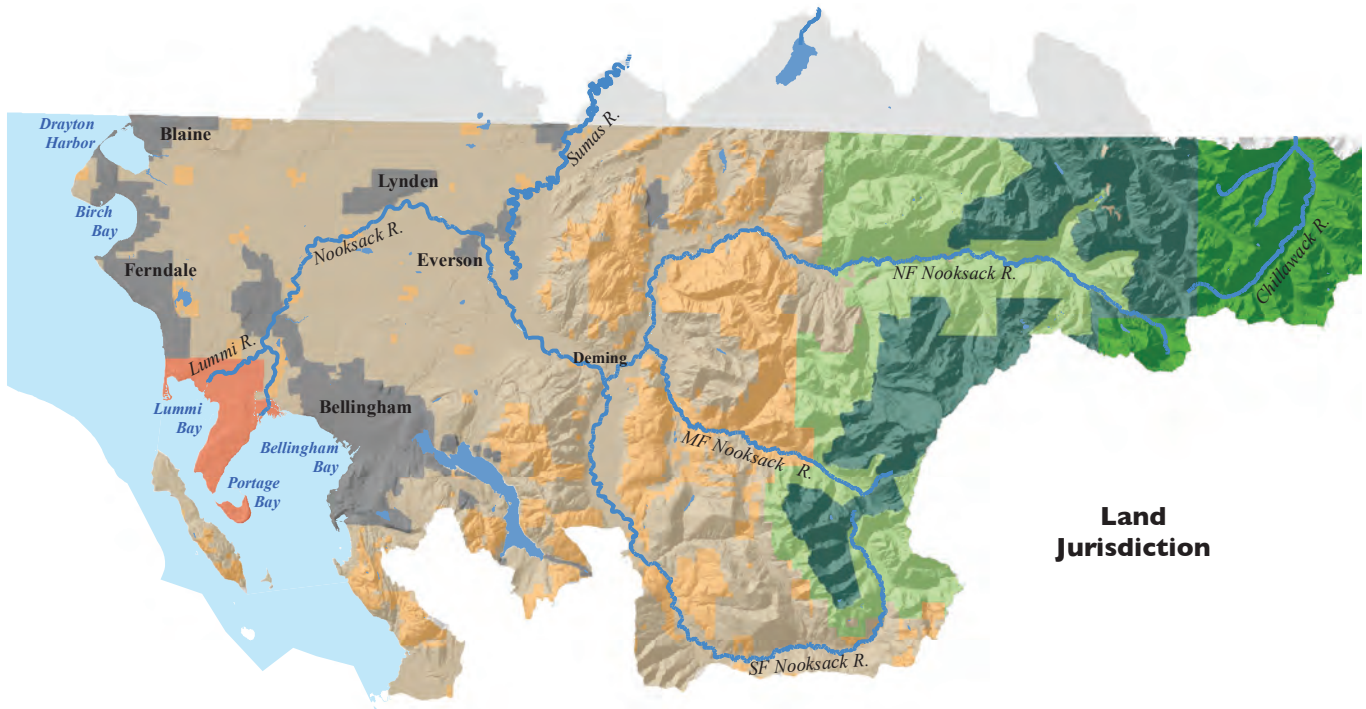 Drayton
Harbor
Blaine
Sumas R.
Lynden
Birch
Bay
Nooksack R.
Everson
Ferndale
NF Nooksack R.
Chillawack R.
Lummi R.
Deming
Lummi
Bay
Bellingham
Bellingham
Bay
MF Nooksack R.
Portage
Bay
Land
Jurisdiction
SF Nooksack R.